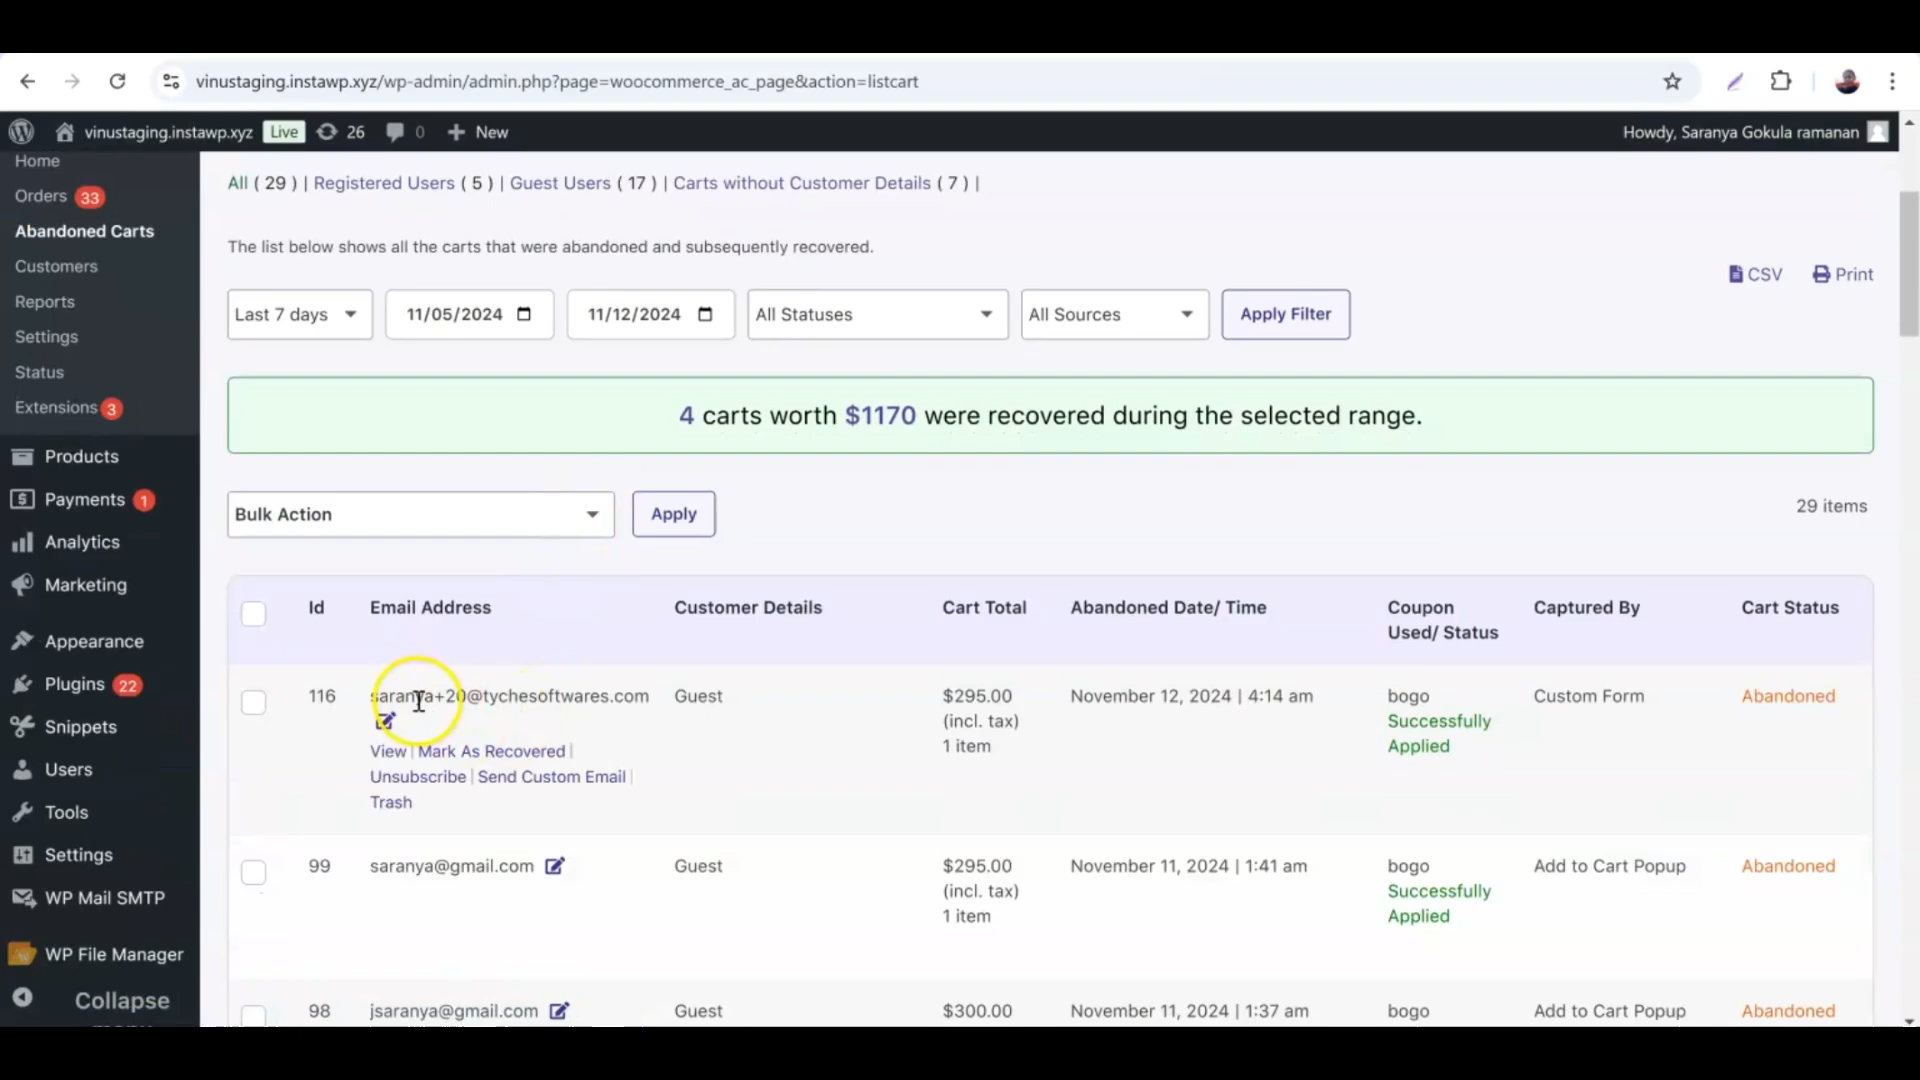 vinustaging.instawp.xyz/wp-admin/admin.php?page=woocommerce_ac_page&action=listcart
vinustaging.instawp.xyz Live 26 0 New Howdy, Saranya Gokula ramanan
Home
Orders 33
Abandoned Carts
Customers
Reports
Settings
Status
Extensions 3
Products
Payments 1
Analytics
Marketing
Appearance
Plugins 22
Snippets
Users
Tools
Settings
WP Mail SMTP
WP File Manager
Collapse
All ( 29 ) | Registered Users ( 5 ) | Guest Users ( 17 ) | Carts without Customer Details ( 7 ) |
The list below shows all the carts that were abandoned and subsequently recovered.
CSV Print
Last 7 days 11/05/2024 11/12/2024 All Statuses All Sources Apply Filter
4 carts worth $1170 were recovered during the selected range.
Bulk Action Apply 29 items
Id Email Address Customer Details Cart Total Abandoned Date/ Time Coupon Used/ Status Captured By Cart Status
116 saranya+20@tychesoftwares.com Guest $295.00 November 12, 2024 | 4:14 am bogo Custom Form Abandoned
(incl. tax) Successfully
1 item Applied
View | Mark As Recovered |
Unsubscribe | Send Custom Email |
Trash
99 saranya@gmail.com Guest $295.00 November 11, 2024 | 1:41 am bogo Add to Cart Popup Abandoned
(incl. tax) Successfully
1 item Applied
98 jsaranya@gmail.com Guest $300.00 November 11, 2024 | 1:37 am bogo Add to Cart Popup Abandoned